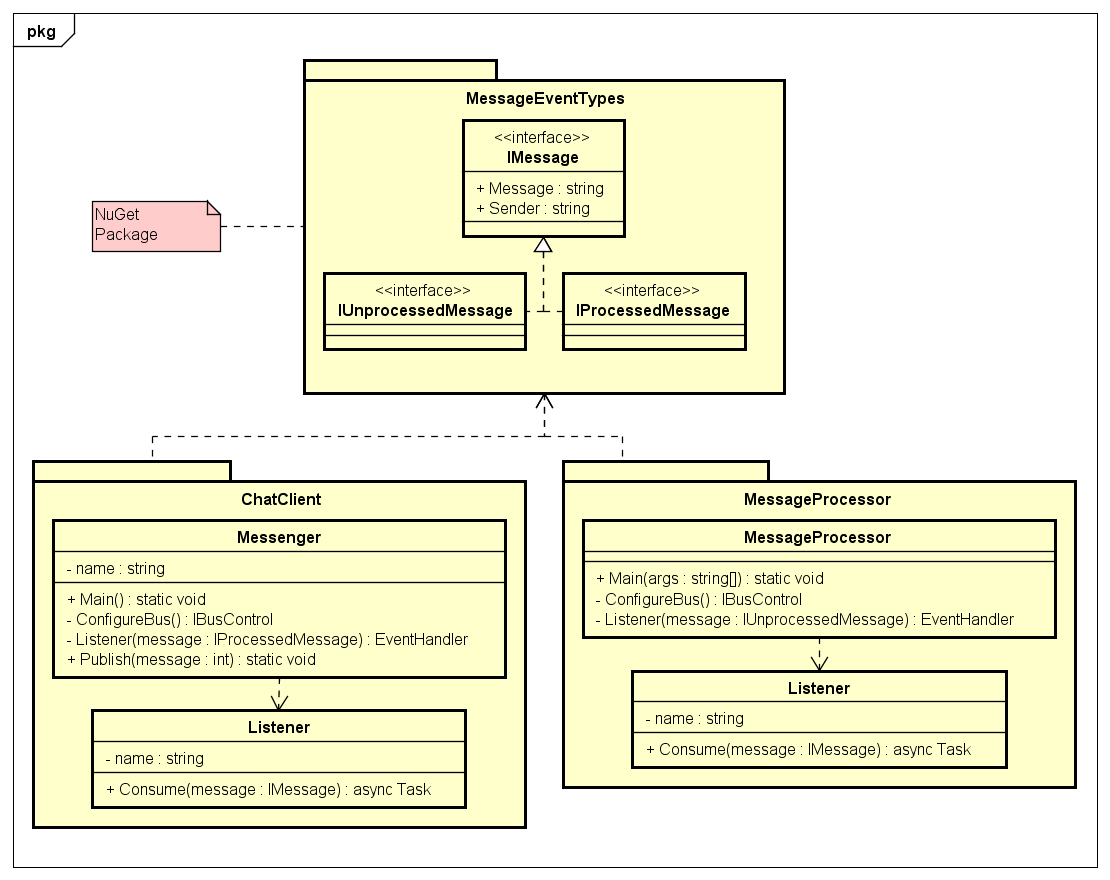 pkg
MessageEventTypes
<<interface>>
IMessage
+ Message : string
+ Sender : string
NuGet
Package
<<interface>>
IUnprocessedMessage
<<interface>>
IProcessedMessage
ChatClient
Messenger
- name : string
+ Main() : static void
- ConfigureBus() : IBusControl
- Listener(message : IProcessedMessage) : EventHandler
+ Publish(message : int) : static void
Listener
- name : string
+ Consume(message : IMessage) : async Task
MessageProcessor
MessageProcessor
+ Main(args : string[]) : static void
- ConfigureBus() : IBusControl
- Listener(message : IUnprocessedMessage) : EventHandler
Listener
- name : string
+ Consume(message : IMessage) : async Task